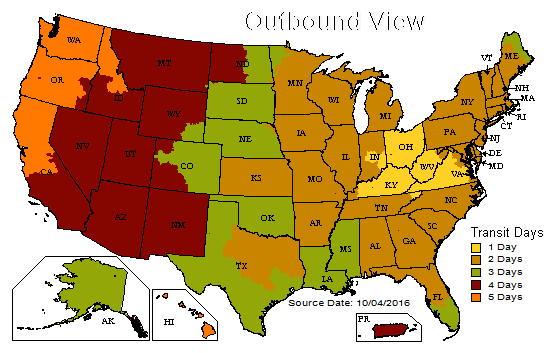 Outbound View
WA
MT
ND
MN
ME
VT
OR
ID
SD
WI
MI
NY
NH
MA
WY
RI
CT
IA
NE
PA
NJ
NV
UT
CO
IL
IN
OH
DE
MD
WV
VA
CA
KS
MO
KY
NC
TN
AZ
NM
OK
AR
SC
MS
AL
GA
TX
LA
FL
Transit Days
1 Day
2 Days
3 Days
4 Days
5 Days
Source Date: 10/04/2016
AK
HI
PR